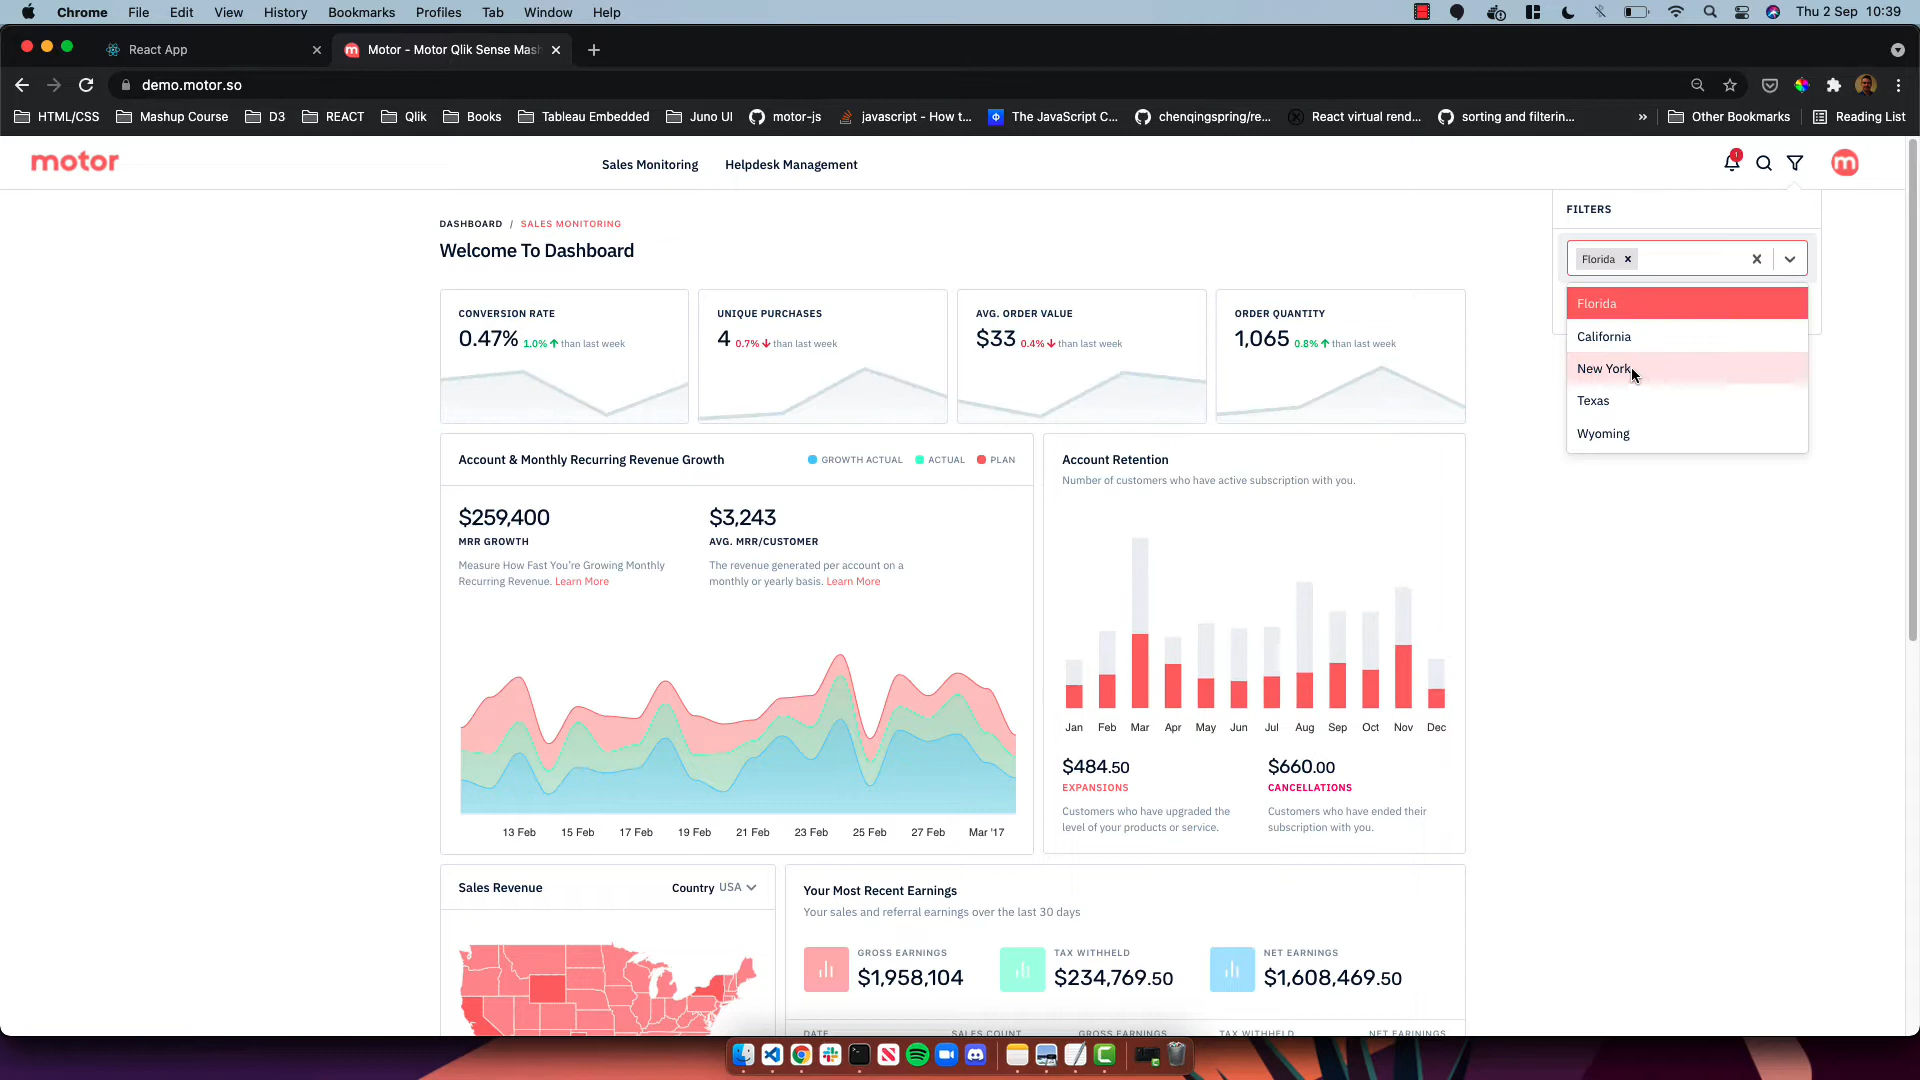 Chrome File Edit View History Bookmarks Profiles Tab Window Help
Thu 2 Sep 10:39
React App
Motor - Motor Qlik Sense Mas
demo.motor.so
HTML/CSS Mashup Course D3 REACT Qlik Books Tableau Embedded Juno UI motor-js javascript - How t... The JavaScript C... chenqingspring/re... React virtual rend... sorting and filterin... » Other Bookmarks Reading List
motor
Sales Monitoring Helpdesk Management
1
m
FILTERS
Florida
Florida
California
New York
Texas
Wyoming
DASHBOARD / SALES MONITORING
Welcome To Dashboard
CONVERSION RATE
0.47% 1.0% than last week
UNIQUE PURCHASES
4 0.7% than last week
AVG. ORDER VALUE
$33 0.4% than last week
ORDER QUANTITY
1,065 0.8% than last week
Account & Monthly Recurring Revenue Growth
GROWTH ACTUAL ACTUAL PLAN
$259,400
MRR GROWTH
Measure How Fast You're Growing Monthly
Recurring Revenue. Learn More
$3,243
AVG. MRR/CUSTOMER
The revenue generated per account on a
monthly or yearly basis. Learn More
13 Feb 15 Feb 17 Feb 19 Feb 21 Feb 23 Feb 25 Feb 27 Feb Mar '17
Account Retention
Number of customers who have active subscription with you.
Jan Feb Mar Apr May Jun Jul Aug Sep Oct Nov Dec
$484.50
EXPANSIONS
Customers who have upgraded the
level of your products or service.
$660.00
CANCELLATIONS
Customers who have ended their
subscription with you.
Sales Revenue
Country USA
Your Most Recent Earnings
Your sales and referral earnings over the last 30 days
GROSS EARNINGS
$1,958,104
TAX WITHHELD
$234,769.50
NET EARNINGS
$1,608,469.50
DATE SALES COUNT GROSS EARNINGS TAX WITHHELD NET EARININGS